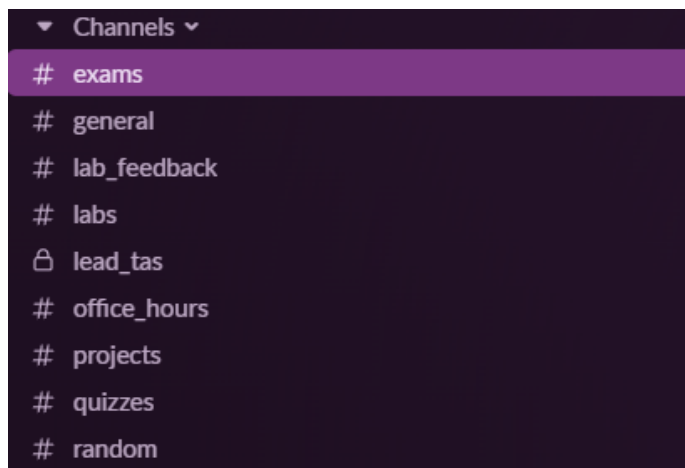 Channels
# exams
# general
# lab_feedback
# labs
lead_tas
# office_hours
# projects
# quizzes
# random